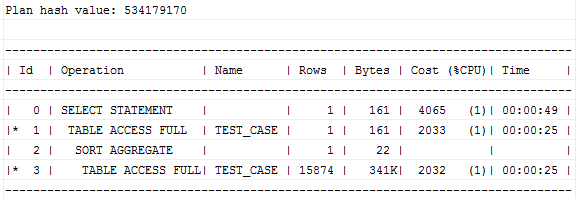 Plan hash value: 534179170
---------------------------------------------------------------------------------
| Id  | Operation           | Name      | Rows  | Bytes | Cost (%CPU)| Time     |
---------------------------------------------------------------------------------
|   0 | SELECT STATEMENT    |           |     1 |   161 |  4065   (1)| 00:00:49 |
|*  1 |  TABLE ACCESS FULL  | TEST_CASE |     1 |   161 |  2033   (1)| 00:00:25 |
|   2 |   SORT AGGREGATE    |           |     1 |    22 |            |          |
|*  3 |    TABLE ACCESS FULL| TEST_CASE | 15874 |   341K|  2032   (1)| 00:00:25 |
---------------------------------------------------------------------------------